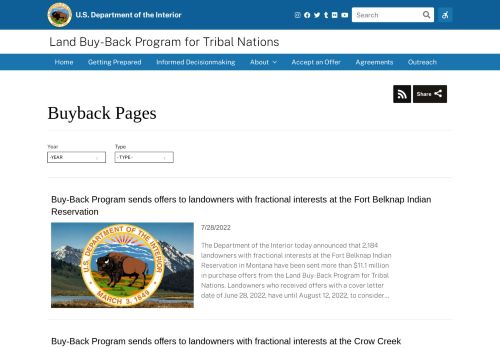 U.S. Department of the Interior
Search
Land Buy-Back Program for Tribal Nations
Home Getting Prepared Informed Decisionmaking About Accept an Offer Agreements Outreach
Share
Buyback Pages
Year Type
-YEAR - TYPE -
Buy-Back Program sends offers to landowners with fractional interests at the Fort Belknap Indian
Reservation
U.S. DEPARTMENT OF THE INTERIOR
MARCH 3, 1849
7/28/2022
The Department of the Interior today announced that 2,184
landowners with fractional interests at the Fort Belknap Indian
Reservation in Montana have been sent more than $11.1 million
in purchase offers from the Land Buy-Back Program for Tribal
Nations. Landowners who received offers with a cover letter
date of June 28, 2022, have until August 12, 2022, to consider...
Buy-Back Program sends offers to landowners with fractional interests at the Crow Creek